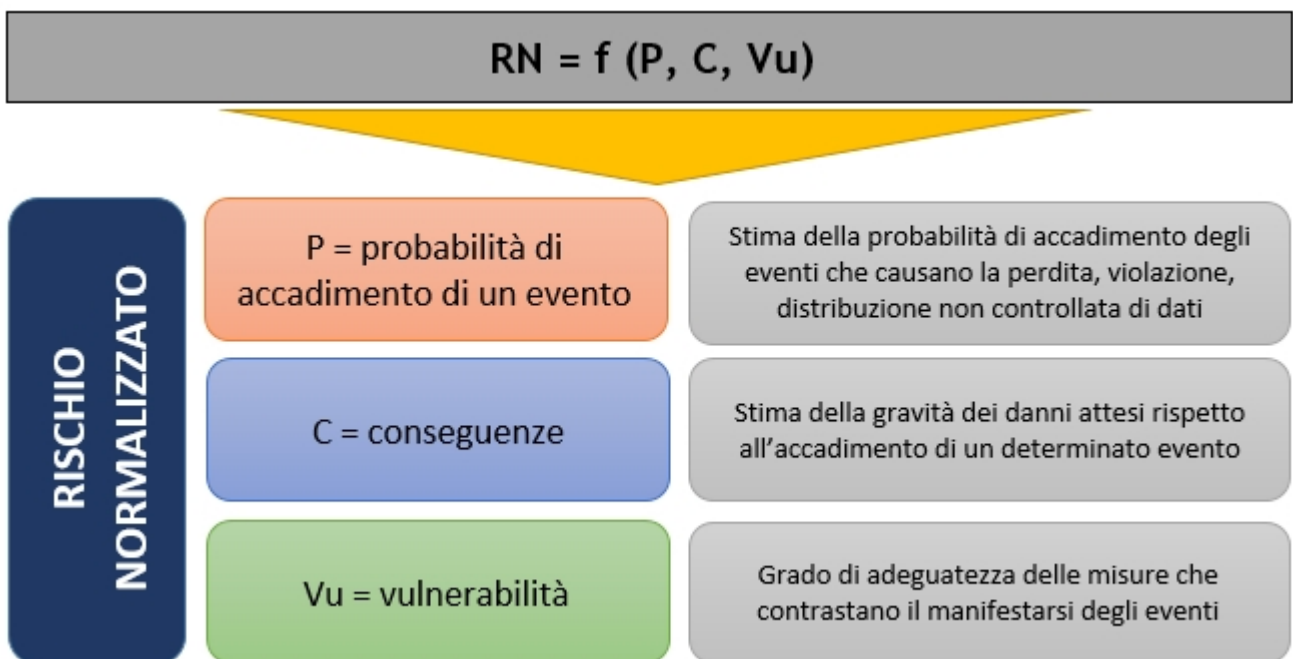 RN = f (P, C, Vu)
RISCHIO
NORMALIZZATO
P = probabilità di
accadimento di un evento
Stima della probabilità di accadimento degli
eventi che causano la perdita, violazione,
distribuzione non controllata di dati
C = conseguenze
Stima della gravità dei danni attesi rispetto
all’accadimento di un determinato evento
Vu = vulnerabilità
Grado di adeguatezza delle misure che
contrastano il manifestarsi degli eventi